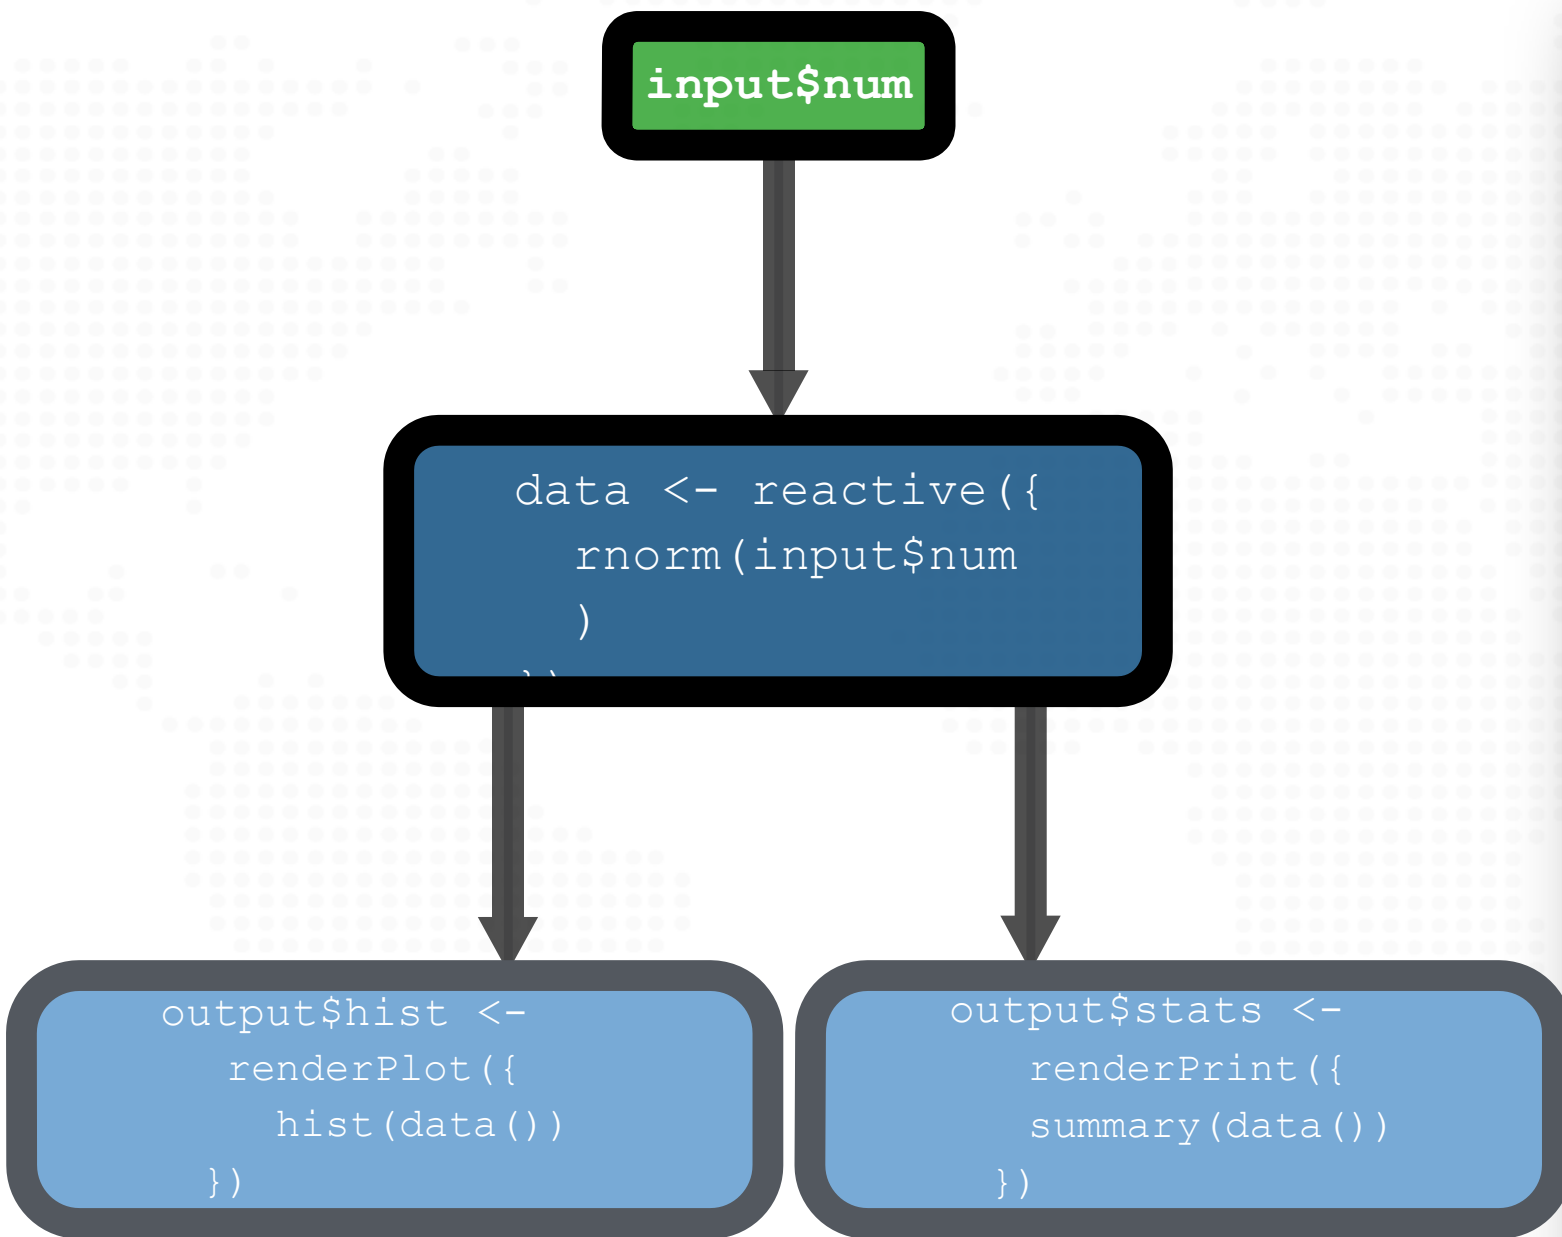 input$num
data <- reactive({
rnorm(input$num
)
})
output$hist <-
renderPlot({
hist(data())
})
output$stats <-
renderPrint({
summary(data())
})